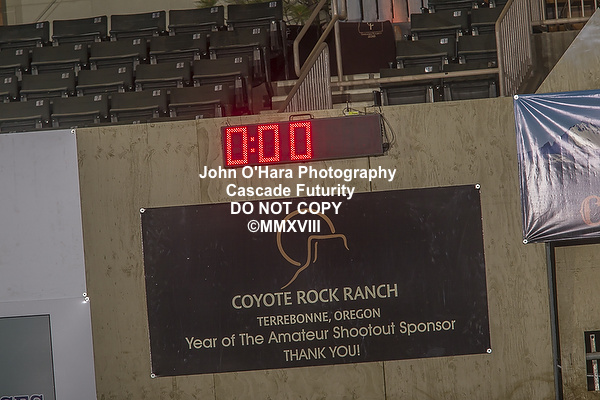 0:00
John O'Hara Photography
Cascade Futurity
DO NOT COPY
©MMXVIII
COYOTE ROCK RANCH
TERREBONNE, OREGON
Year of The Amateur Shootout Sponsor
THANK YOU!